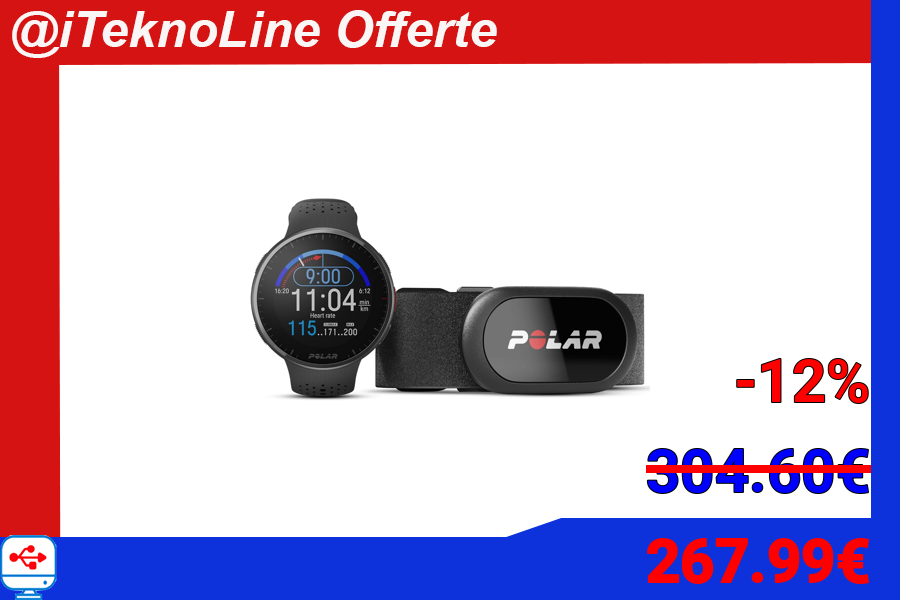 @iTeknoLine Offerte
9:00
16:20 6:12
11:04 min km
Heart rate
115..171..200
POLAR
POLAR
-12%
304.60€
267.99€